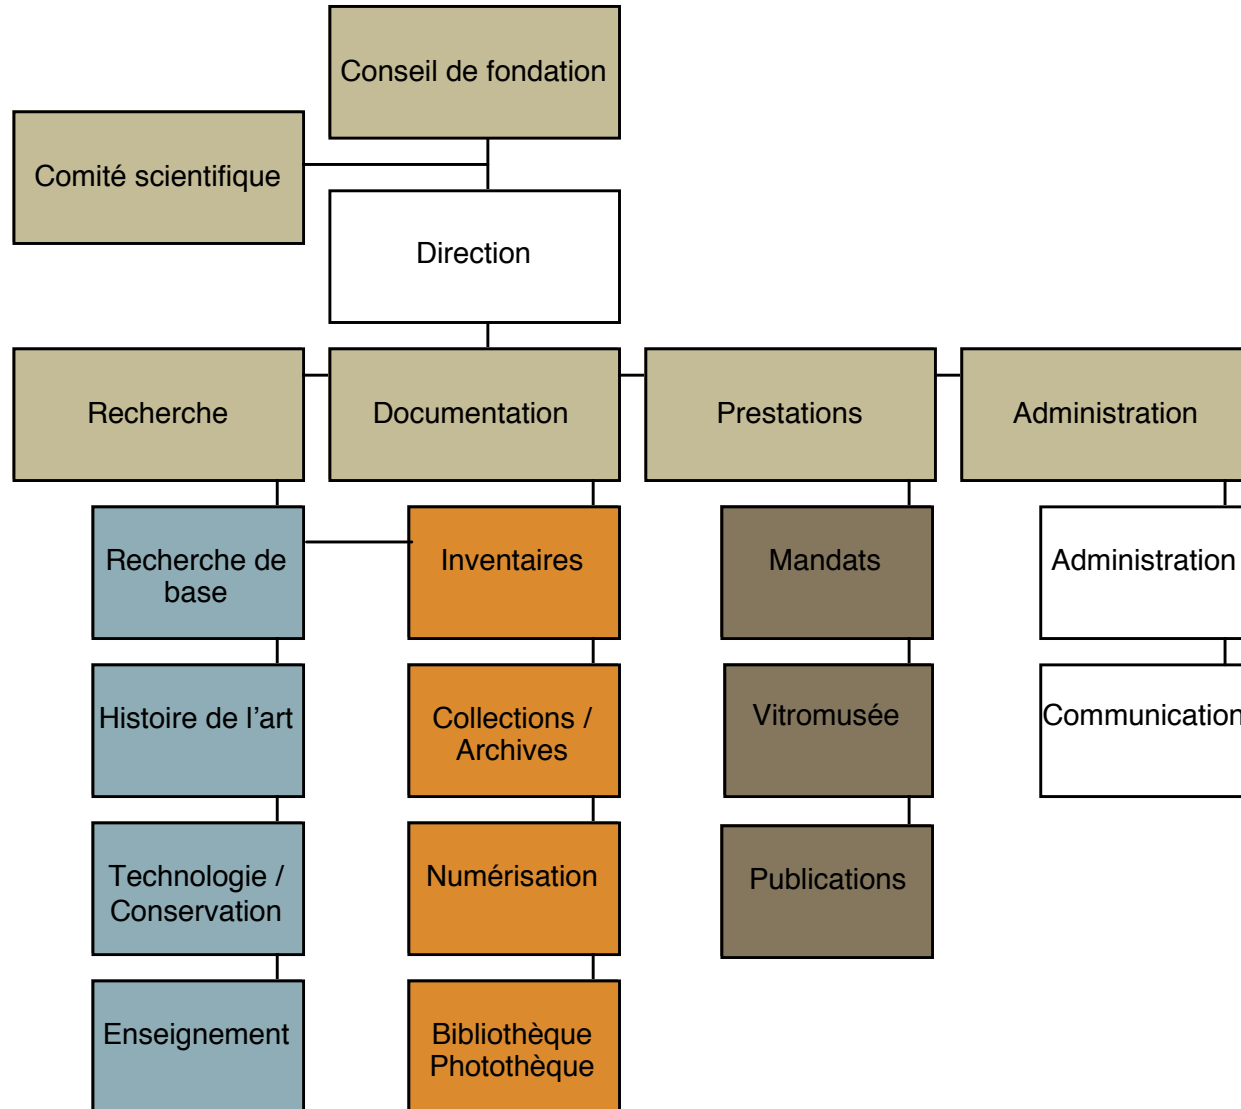 Conseil de fondation
Comité scientifique
Direction
Recherche
Documentation
Prestations
Administration
Recherche de
base
Inventaires
Mandats
Administration
Histoire de l'art
Collections /
Archives
Vitromusée
Communication
Technologie /
Conservation
Numérisation
Publications
Enseignement
Bibliothèque
Photothèque